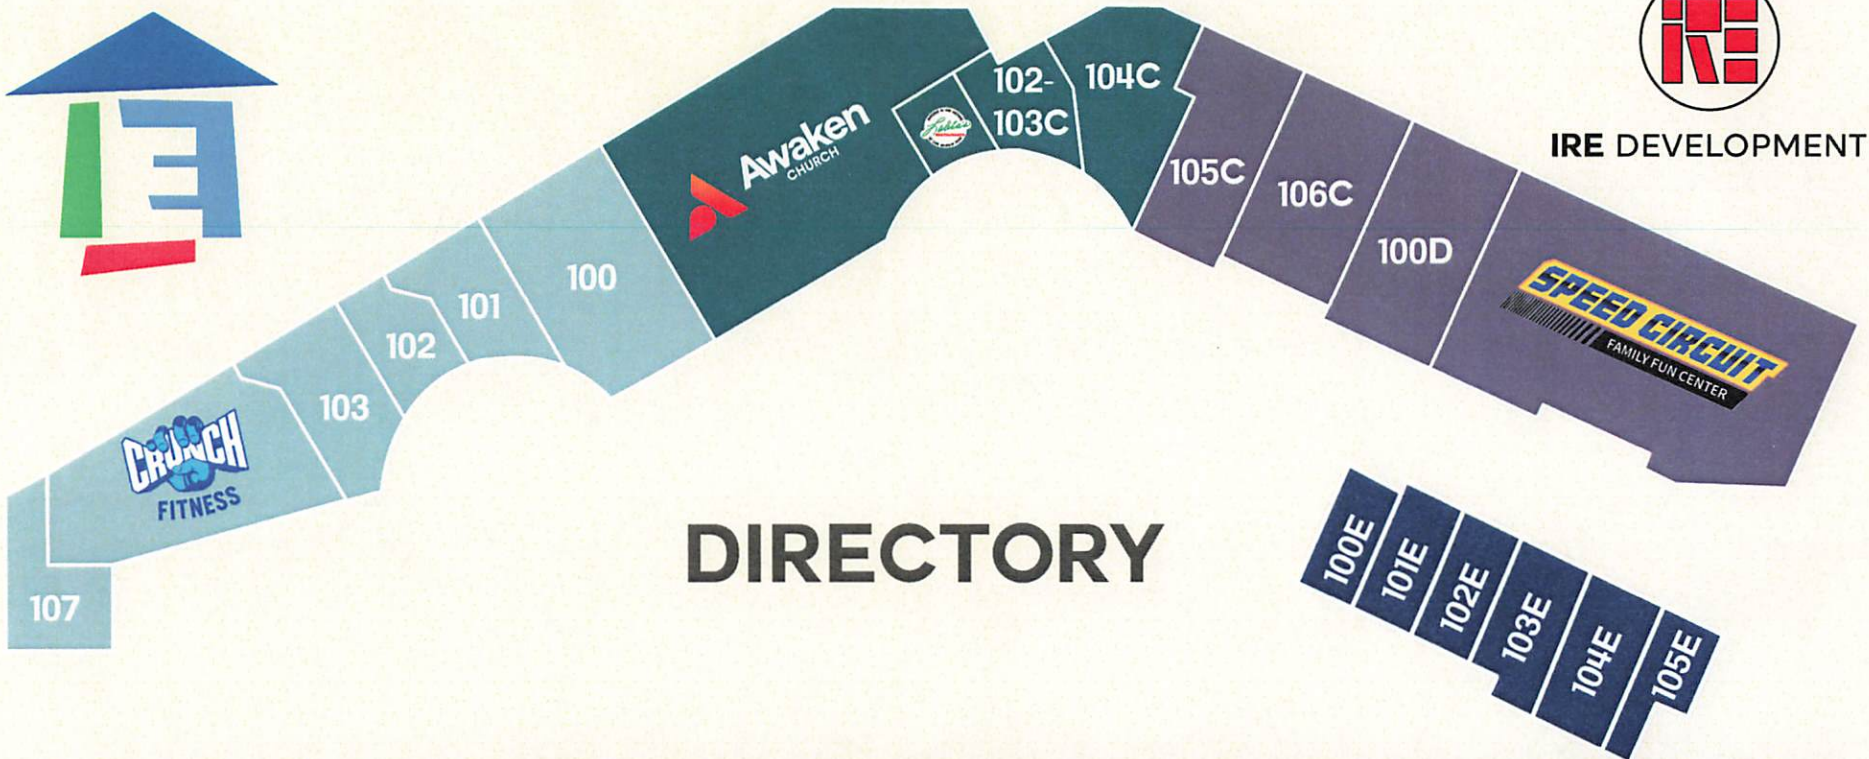 IRE DEVELOPMENT
102-
103C
104C
Awaken
CHURCH
105C
106C
100D
100
101
102
103
SPEED CIRCUIT
FAMILY FUN CENTER
CRUNCH
FITNESS
107
DIRECTORY
100E
101E
102E
103E
104E
105E